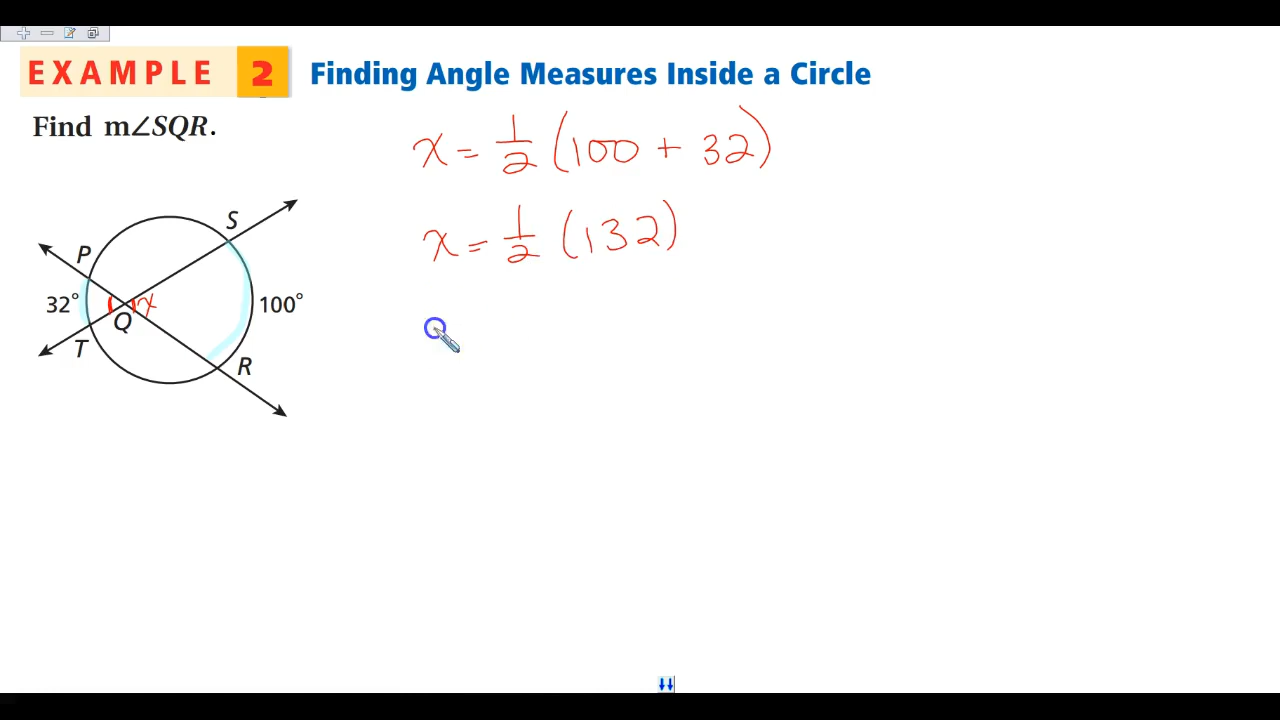 EXAMPLE 2 Finding Angle Measures Inside a Circle
Find m∠SQR.
x = 1/2 (100 + 32)
x = 1/2 (132)
S
P
32°
x
100°
Q
T
R